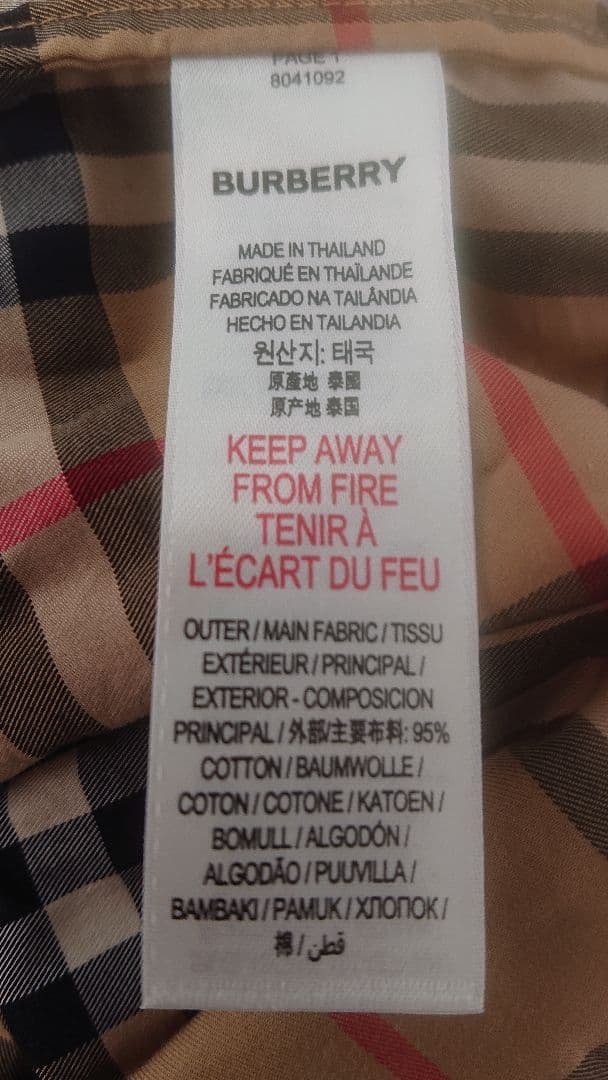 PAGE 1
8041092
BURBERRY
MADE IN THAILAND
FABRIQUÉ EN THAÏLANDE
FABRICADO NA TAILÂNDIA
HECHO EN TAILANDIA
원산지: 태국
原產地 泰國
原产地 泰国
KEEP AWAY
FROM FIRE
TENIR À
L'ÉCART DU FEU
OUTER / MAIN FABRIC / TISSU
EXTÉRIEUR / PRINCIPAL /
EXTERIOR - COMPOSICION
PRINCIPAL / 外部/主要布料: 95%
COTTON / BAUMWOLLE /
COTON / COTONE / KATOEN /
BOMULL / ALGODÓN /
ALGODÃO / PUUVILLA /
BAMBAKI / PAMUK / ХЛОПОК /
棉 / قطن